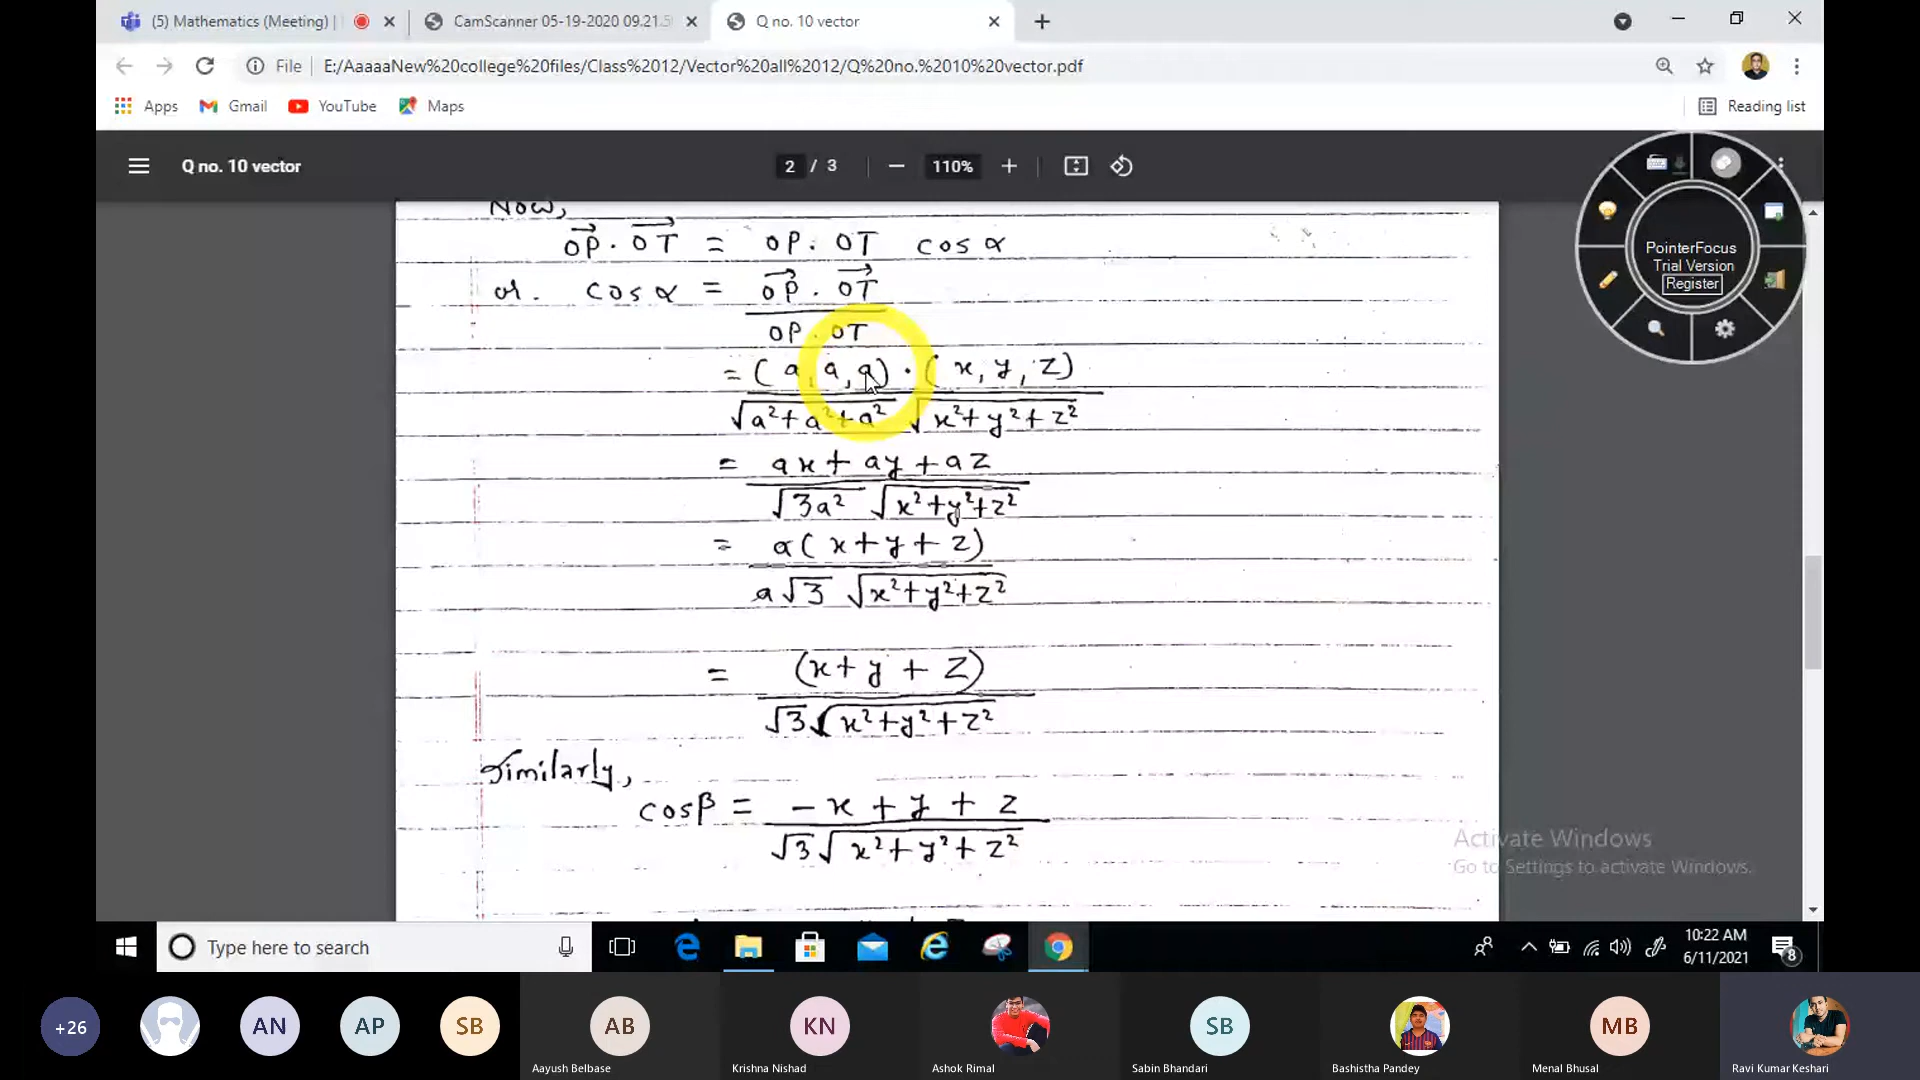 (5) Mathematics (Meeting) |
CamScanner 05-19-2020 09.21.5
Q no. 10 vector
File | E:/AaaaaNew%20college%20files/Class%2012/Vector%20all%2012/Q%20no.%2010%20vector.pdf
Apps Gmail YouTube Maps Reading list
Q no. 10 vector 2 / 3 110%
PointerFocus
Trial Version
Register
Now,
OP⃗ . OT⃗ = OP. OT cos α
or. cos α = OP⃗ . OT⃗
OP . OT
= (a, a, a) . (x, y, z)
√a²+a²+a² √x²+y²+z²
= ax+ay+az
√3a² √x²+y²+z²
= a(x+y+z)
a√3 √x²+y²+z²
= (x+y+z)
√3√x²+y²+z²
Similarly,
cosβ = -x+y+z
√3√x²+y²+z²
Activate Windows
Go to Settings to activate Windows.
Type here to search
10:22 AM
6/11/2021
8
+26 AN AP SB AB KN SB MB
Aayush Belbase Krishna Nishad Ashok Rimal Sabin Bhandari Bashistha Pandey Menal Bhusal Ravi Kumar Keshari